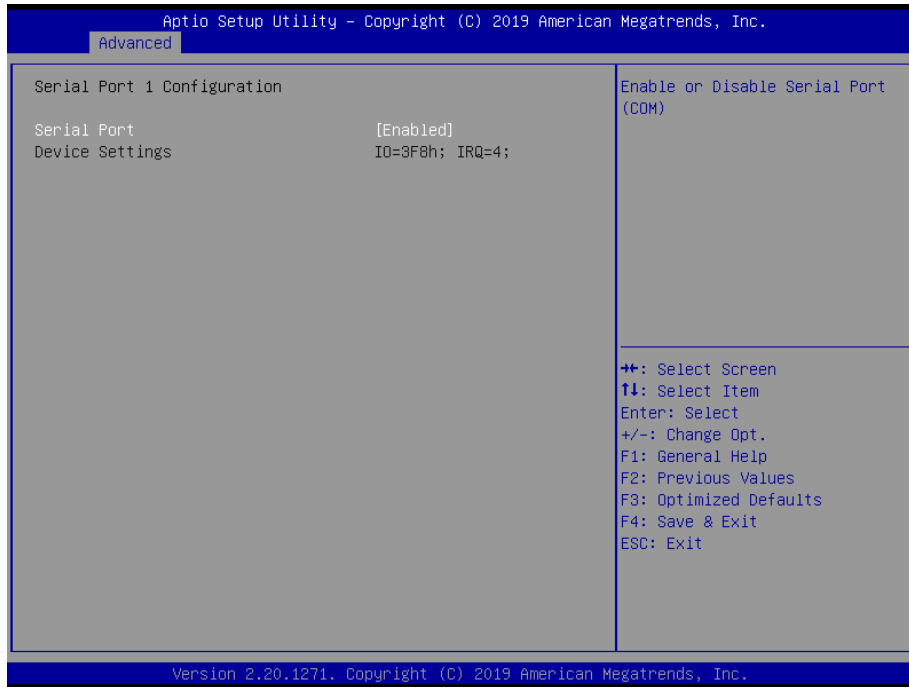 Aptio Setup Utility – Copyright (C) 2019 American Megatrends, Inc.
Advanced
Serial Port 1 Configuration
Serial Port [Enabled]
Device Settings IO=3F8h; IRQ=4;
Enable or Disable Serial Port
(COM)
→←: Select Screen
↑↓: Select Item
Enter: Select
+/-: Change Opt.
F1: General Help
F2: Previous Values
F3: Optimized Defaults
F4: Save & Exit
ESC: Exit
Version 2.20.1271. Copyright (C) 2019 American Megatrends, Inc.